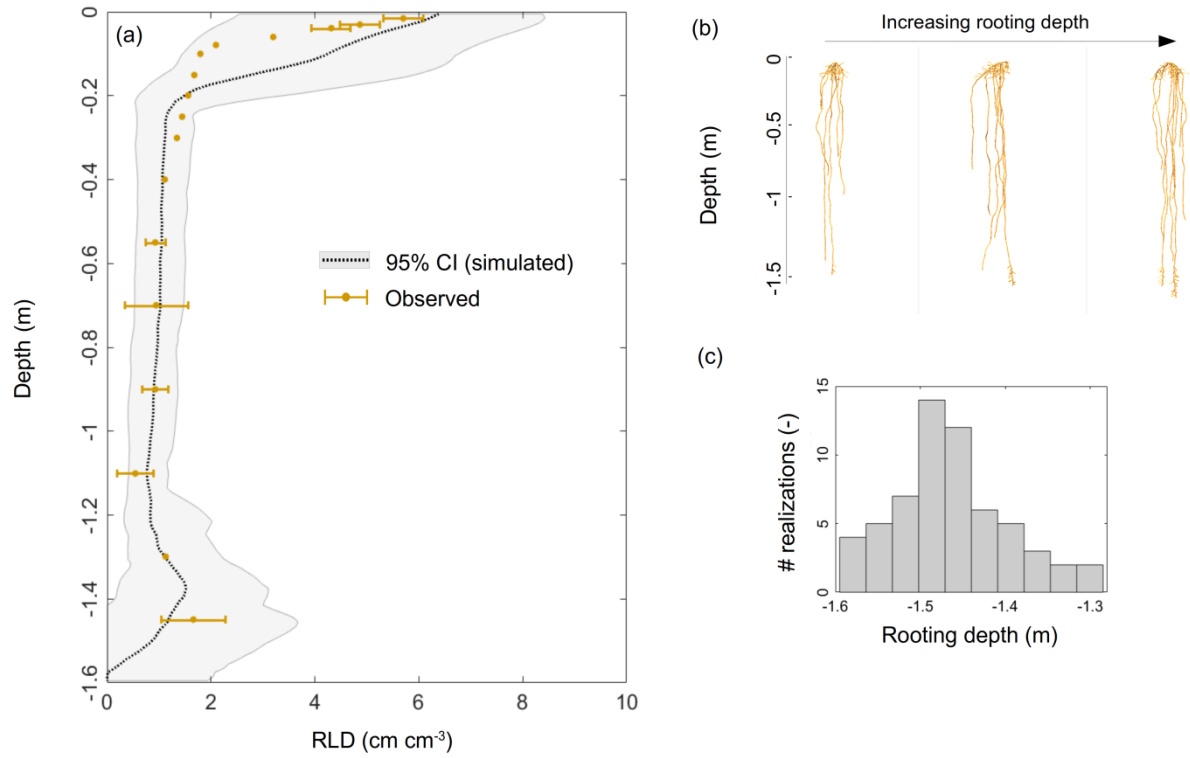 (a)
0
-0.2
-0.4
-0.6
-0.8
-1
-1.2
-1.4
-1.6
Depth (m)
0
2
4
6
8
10
RLD (cm cm⁻³)
95% CI (simulated)
Observed
(b)
Increasing rooting depth
0
-0.5
-1
-1.5
Depth (m)
(c)
15
10
5
0
# realizations (-)
-1.6
-1.5
-1.4
-1.3
Rooting depth (m)